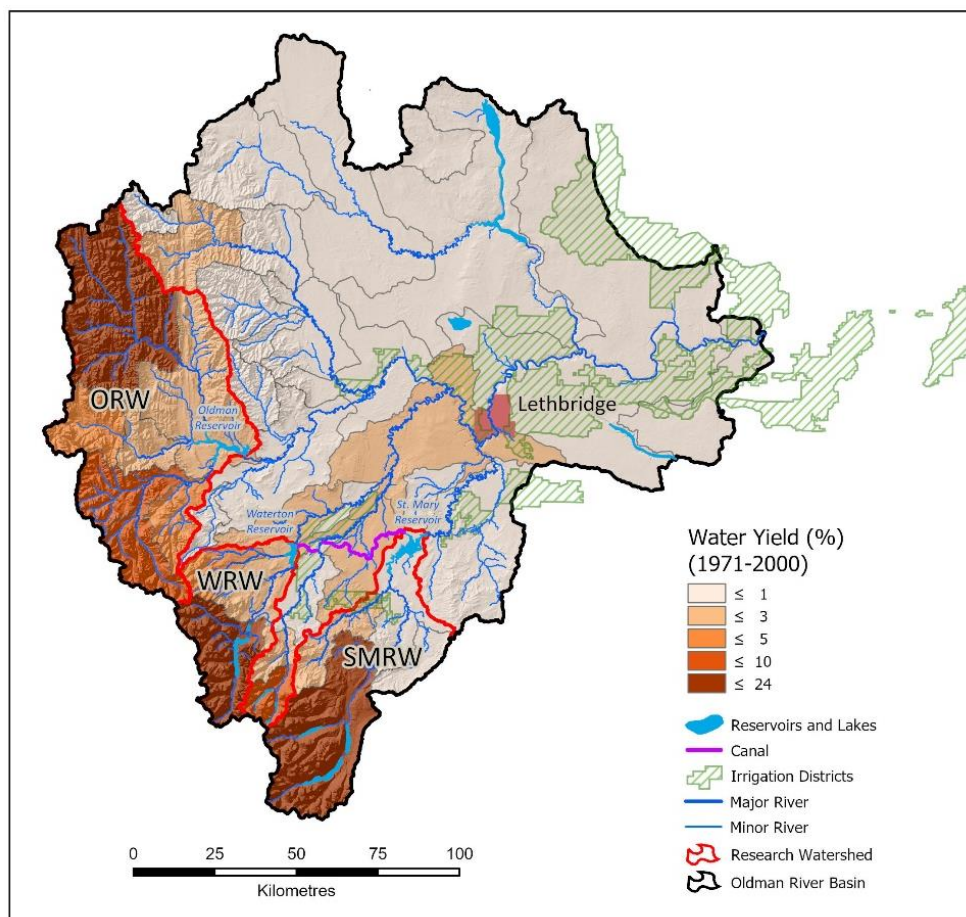 ORW
Oldman
Reservoir
Lethbridge
Waterton
Reservoir
St. Mary
Reservoir
WRW
SMRW
Water Yield (%)
(1971-2000)
≤ 1
≤ 3
≤ 5
≤ 10
≤ 24
Reservoirs and Lakes
Canal
Irrigation Districts
Major River
Minor River
Research Watershed
Oldman River Basin
0 25 50 75 100
Kilometres